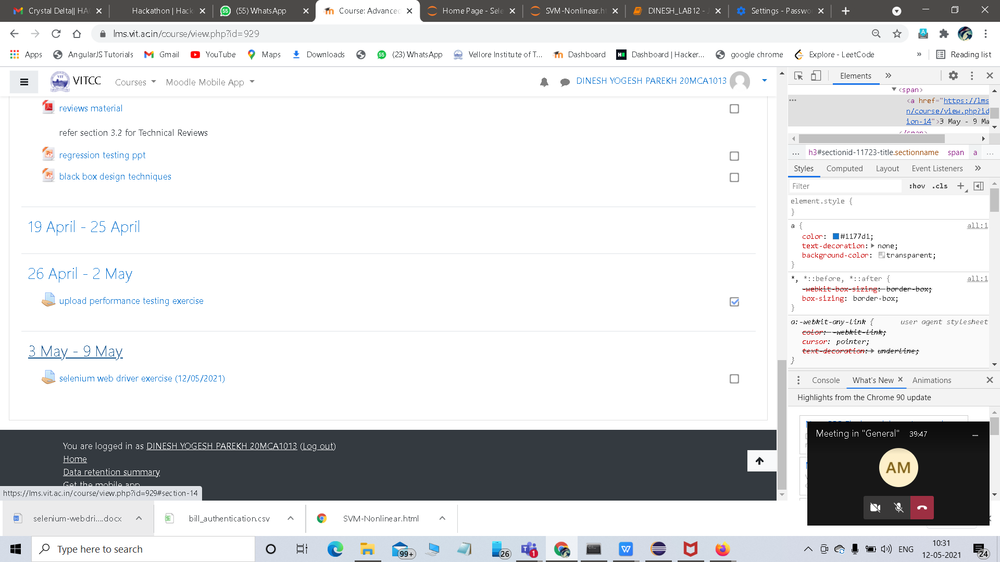 Crystal Delta|| HA
Hackathon | Hack
(55) WhatsApp
Course: Advanced
Home Page - Sele
SVM-Nonlinear.ht
DINESH_LAB12 - J
Settings - Passwo
lms.vit.ac.in/course/view.php?id=929
Apps
AngularJS Tutorials
Gmail
YouTube
Maps
Downloads
(23) WhatsApp
Vellore Institute of T...
Dashboard
Dashboard | Hacker...
google chrome
Explore - LeetCode
»
Reading list
VITCC
Courses
Moodle Mobile App
DINESH YOGESH PAREKH 20MCA1013
reviews material
refer section 3.2 for Technical Reviews
regression testing ppt
black box design techniques
19 April - 25 April
26 April - 2 May
upload performance testing exercise
3 May - 9 May
selenium web driver exercise (12/05/2021)
You are logged in as DINESH YOGESH PAREKH 20MCA1013 (Log out)
Home
Data retention summary
Get the mobile app
https://lms.vit.ac.in/course/view.php?id=929#section-14
Elements
»
<span>
<a href="https://lms
n/course/view.php?id
ion-14">3 May - 9 Ma
</span>
... h3#sectionid-11723-title.sectionname span a ...
Styles
Computed
Layout
Event Listeners
»
Filter
:hov .cls +
element.style {
}
a { all:1
color: #1177d1;
text-decoration: none;
background-color: transparent;
}
*, *::before, *::after { all:1
-webkit-box-sizing: border-box;
box-sizing: border-box;
}
a:-webkit-any-link { user agent stylesheet
color: -webkit-link;
cursor: pointer;
text-decoration: underline;
}
Console
What's New
Animations
Highlights from the Chrome 90 update
Meeting in "General" 39:47
AM
selenium-webdri....docx
bill_authentication.csv
SVM-Nonlinear.html
Type here to search
99+
26
1
ENG
10:31
12-05-2021
24